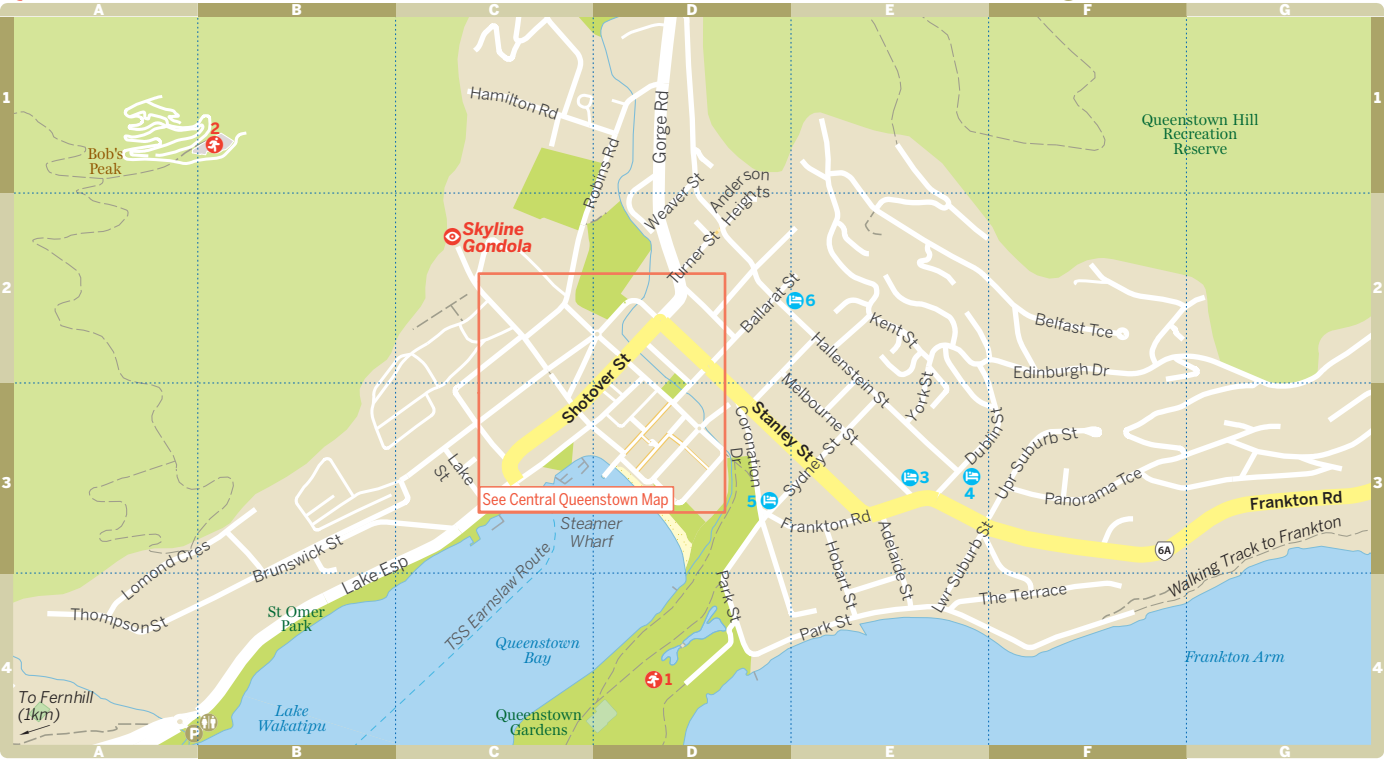 A
B
C
D
E
F
G
1
1
Hamilton Rd
Gorge Rd
Robins Rd
2
Bob's
Peak
Queenstown Hill
Recreation
Reserve
Weaver St
Anderson
Heights
Skyline
Gondola
Turner St
2
2
Ballarat St
6
Kent St
Belfast Tce
Hallenstein St
Edinburgh Dr
Shotover St
Melbourne St
York St
Stanley St
Coronation
Dr
Sydney St
Dublin St
Upr Suburb St
Lake
St
3
3
3
4
5
Panorama Tce
Frankton Rd
See Central Queenstown Map
Steamer
Wharf
Frankton Rd
6A
Walking Track to Frankton
Lomond Cres
Brunswick St
Lake Esp
TSS Earnslaw Route
Park St
Hobart St
Adelaide St
Lwr Suburb St
The Terrace
Thompson St
St Omer
Park
Park St
Queenstown
Bay
Frankton Arm
4
4
1
To Fernhill
(1km)
Lake
Wakatipu
Queenstown
Gardens
P
A
B
C
D
E
F
G